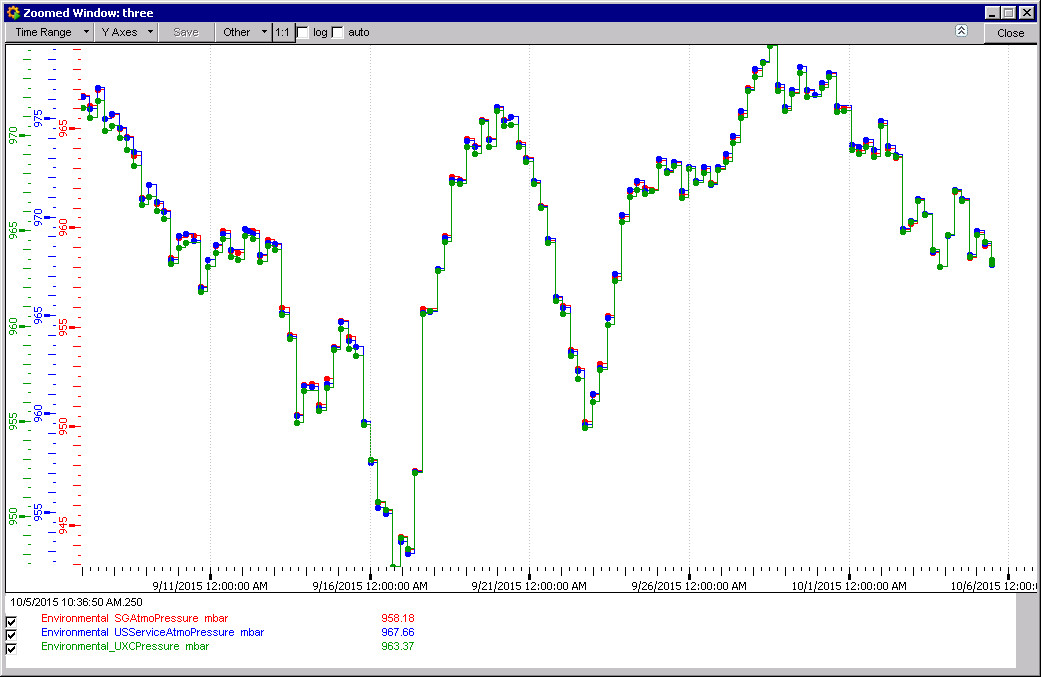 Zoomed Window: three
Time Range Y Axes Save Other 1:1 log auto Close
970 965 960 955 950
975 970 965 960 955
965 960 955 950 945
9/11/2015 12:00:00 AM 9/16/2015 12:00:00 AM 9/21/2015 12:00:00 AM 9/26/2015 12:00:00 AM 10/1/2015 12:00:00 AM 10/6/2015 12:0
10/5/2015 10:36:50 AM.250
Environmental_SGAtmoPressure mbar 958.18
Environmental_USServiceAtmoPressure mbar 967.66
Environmental_UXCPressure mbar 963.37